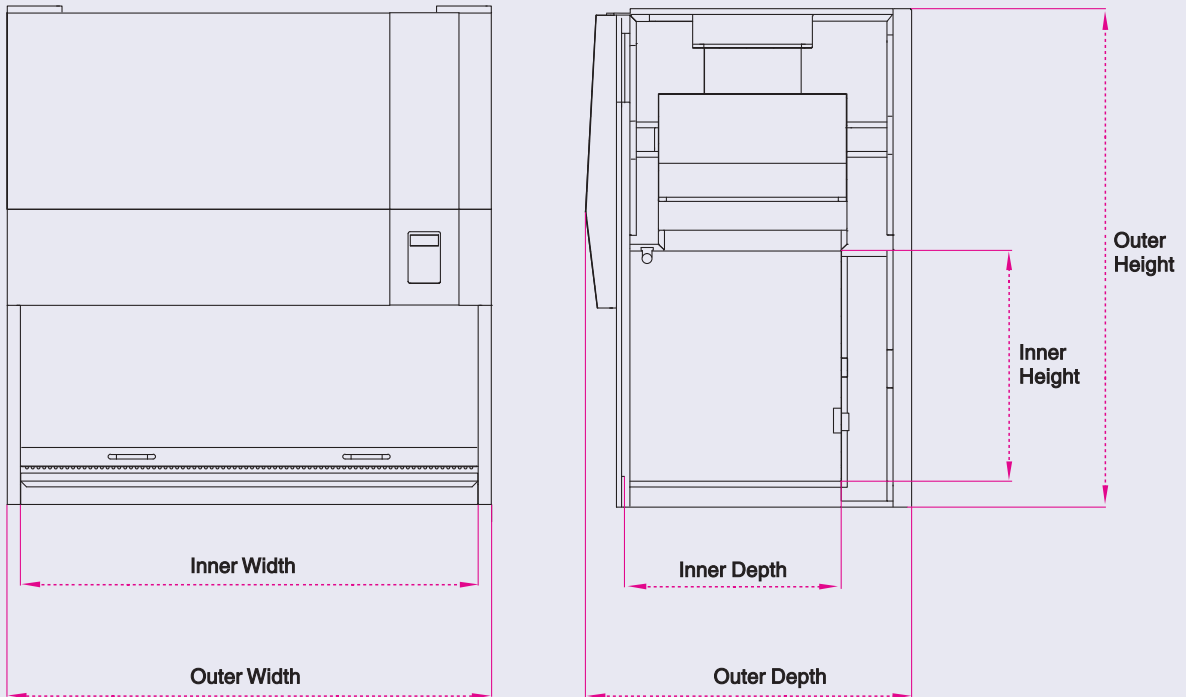 Outer
Height
Inner
Height
Inner Width
Inner Depth
Outer Width
Outer Depth